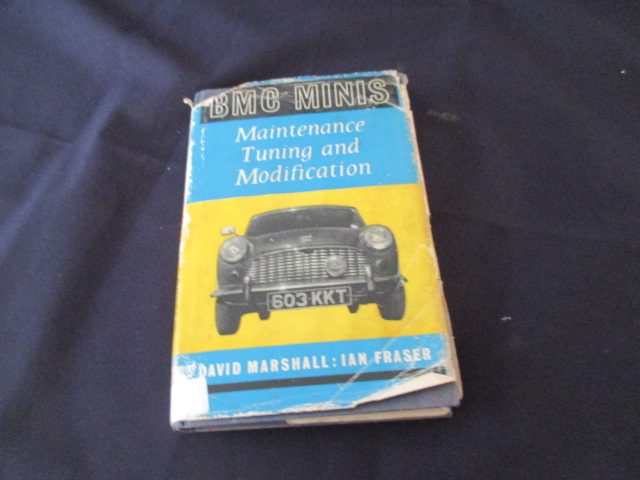 BMC MINIS
Maintenance
Tuning and
Modification
603 KKT
DAVID MARSHALL: IAN FRASER